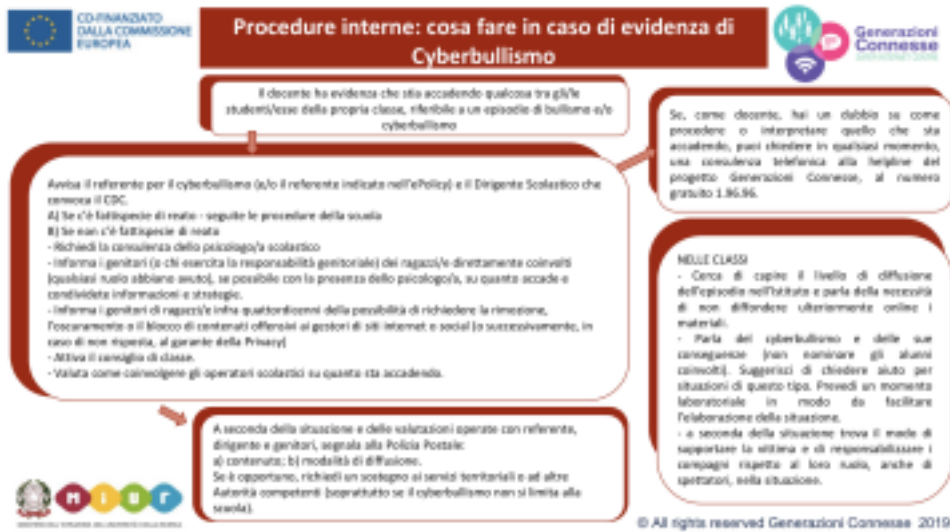 CO-FINANZIATO
DALLA COMMISSIONE
EUROPEA
Procedure interne: cosa fare in caso di evidenza di
Cyberbullismo
Generazioni
Connesse
Il docente ha evidenza che stia accadendo qualcosa tra gli/le
studenti/esse della propria classe, riferibile a un episodio di bullismo e/o
cyberbullismo
Se, come docente, hai un dubbio su come
procedere o interpretare quello che sta
accadendo, puoi chiedere in qualsiasi momento,
una consulenza telefonica alla helpline del
progetto Generazioni Connesse, al numero
gratuito 1.96.96.
Avvisa il referente per il cyberbullismo (e/o il referente indicato nell'ePolicy) e il Dirigente Scolastico che
convoca il CDC.
A) Se c'è fattispecie di reato - seguite le procedure della scuola
B) Se non c'è fattispecie di reato
- Richiedi la consulenza dello psicologo/a scolastico
- Informa i genitori (o chi esercita la responsabilità genitoriale) dei ragazzi/e direttamente coinvolti
(qualsiasi ruolo abbiano avuto), se possibile con la presenza dello psicologo/a, su quanto accade e
condividete informazioni e strategie.
- Informa i genitori di ragazzi/e infra quattordicenni della possibilità di richiedere la rimozione,
l'oscuramento o il blocco di contenuti offensivi ai gestori di siti internet o social (o successivamente, in
caso di non risposta, al garante della Privacy)
- Attiva il consiglio di classe.
- Valuta come coinvolgere gli operatori scolastici su quanto sta accadendo.
NELLE CLASSI
- Cerca di capire il livello di diffusione
dell'episodio nell'Istituto e parla della necessità
di non diffondere ulteriormente online i
materiali.
- Parla del cyberbullismo e delle sue
conseguenze (non nominare gli alunni
coinvolti). Suggerisci di chiedere aiuto per
situazioni di questo tipo. Prevedi un momento
laboratoriale in modo da facilitare
l'elaborazione della situazione.
- a seconda della situazione trova il modo di
supportare la vittima e di responsabilizzare i
compagni rispetto al loro ruolo, anche di
spettatori, nella situazione.
A seconda della situazione e delle valutazioni operate con referente,
dirigente e genitori, segnala alla Polizia Postale:
a) contenuto; b) modalità di diffusione.
Se è opportuno, richiedi un sostegno ai servizi territoriali o ad altre
Autorità competenti (soprattutto se il cyberbullismo non si limita alla
scuola).
MIUR
© All rights reserved Generazioni Connesse 2019